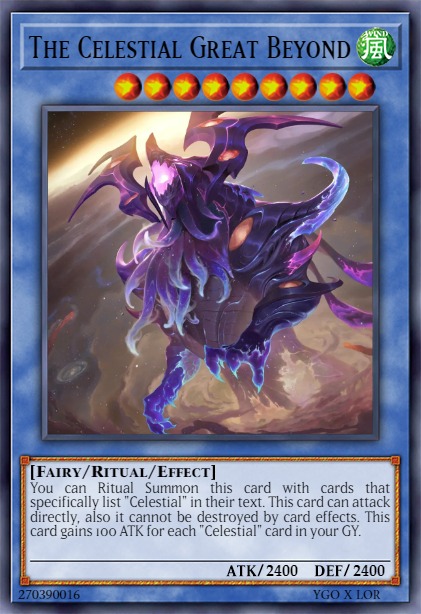 The Celestial Great Beyond
WIND
風
[Fairy/Ritual/Effect]
You can Ritual Summon this card with cards that
specifically list "Celestial" in their text. This card can attack
directly, also it cannot be destroyed by card effects. This
card gains 100 ATK for each "Celestial" card in your GY.
ATK/2400 DEF/2400
270390016 YGO X LOR